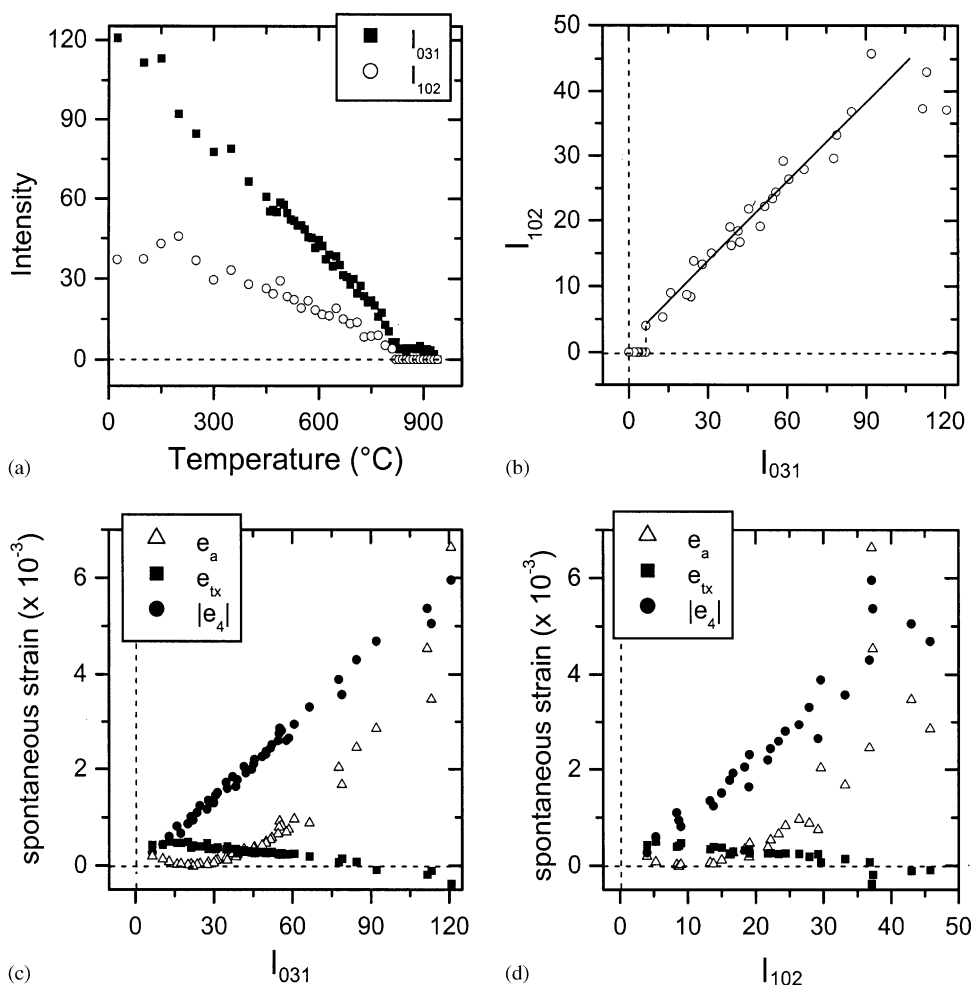 120
90
60
30
0
Intensity
I031
I102
0
300
600
900
Temperature (°C)
(a)
50
40
30
20
10
0
I102
0
30
60
90
120
I031
(b)
6
4
2
0
spontaneous strain (x 10-3)
ea
etx
|e4|
0
30
60
90
120
I031
(c)
6
4
2
0
spontaneous strain (x 10-3)
ea
etx
|e4|
0
10
20
30
40
50
I102
(d)